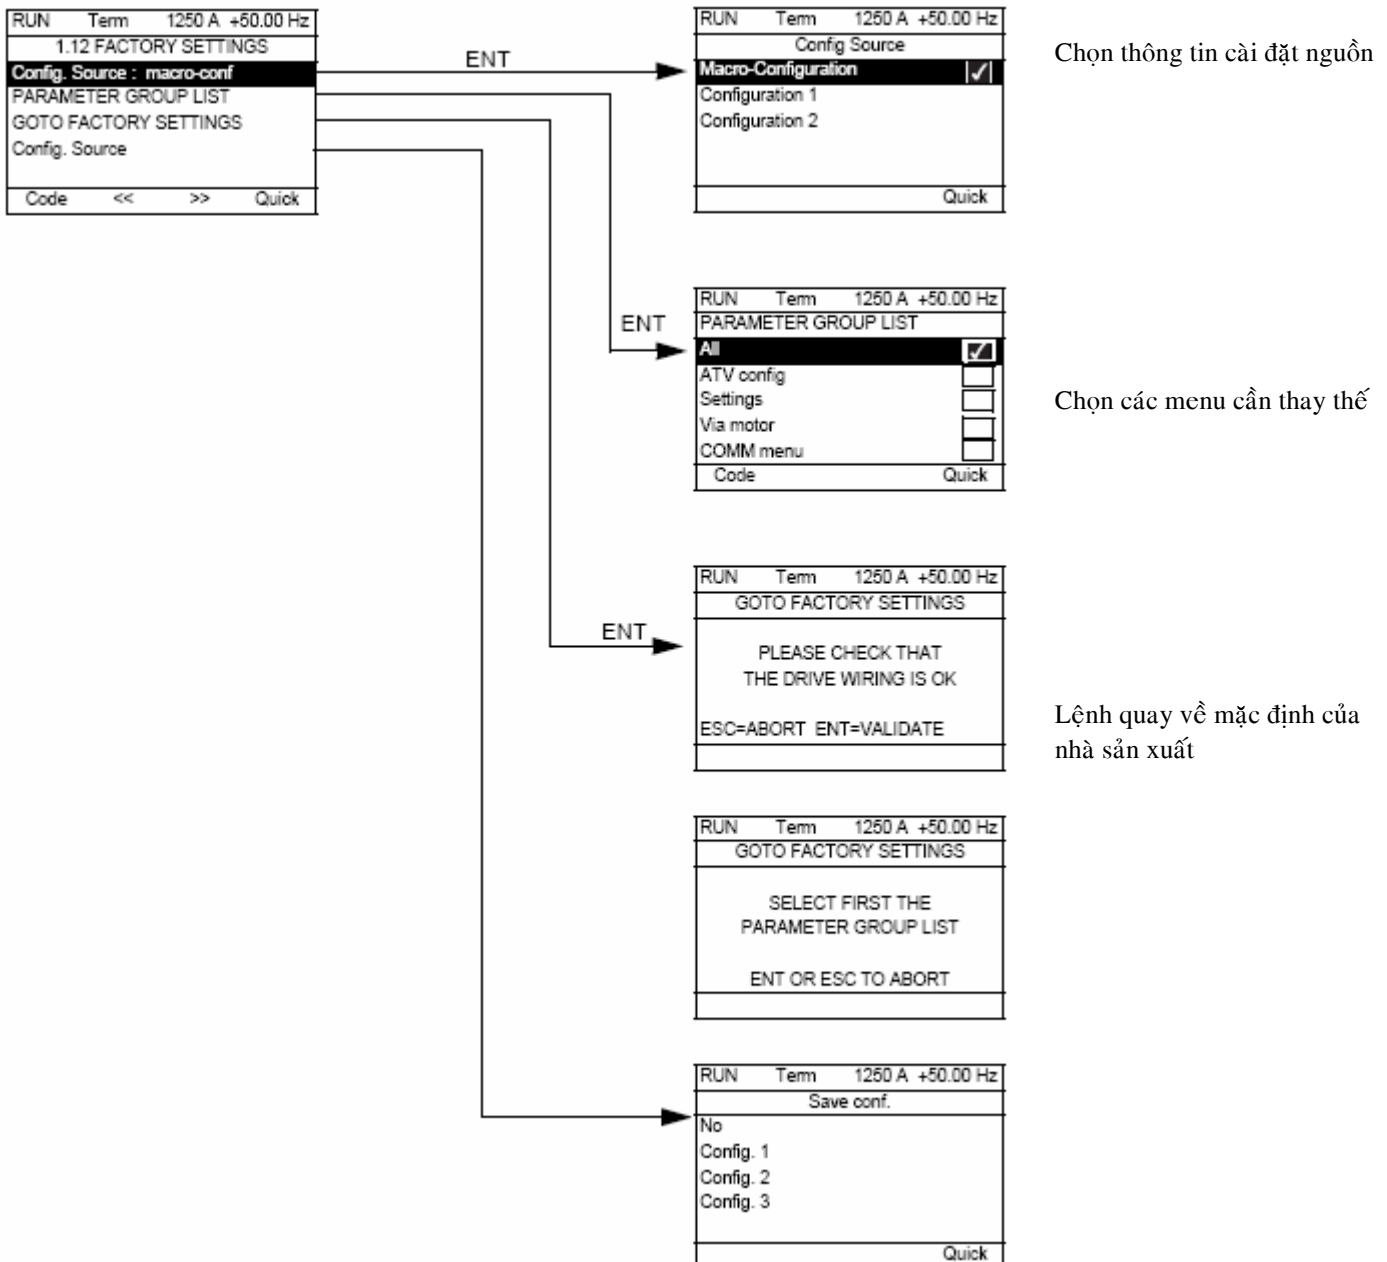 RUN Term 1250 A +50.00 Hz
1.12 FACTORY SETTINGS
Config. Source : macro-conf
PARAMETER GROUP LIST
GOTO FACTORY SETTINGS
Config. Source
Code << >> Quick
ENT
RUN Term 1250 A +50.00 Hz
Config Source
Macro-Configuration
Configuration 1
Configuration 2
Quick
Chọn thông tin cài đặt nguồn
ENT
RUN Term 1250 A +50.00 Hz
PARAMETER GROUP LIST
All
ATV config
Settings
Via motor
COMM menu
Code Quick
Chọn các menu cần thay thế
ENT
RUN Term 1250 A +50.00 Hz
GOTO FACTORY SETTINGS
PLEASE CHECK THAT
THE DRIVE WIRING IS OK
ESC=ABORT ENT=VALIDATE
Lệnh quay về mặc định của
nhà sản xuất
RUN Term 1250 A +50.00 Hz
GOTO FACTORY SETTINGS
SELECT FIRST THE
PARAMETER GROUP LIST
ENT OR ESC TO ABORT
RUN Term 1250 A +50.00 Hz
Save conf.
No
Config. 1
Config. 2
Config. 3
Quick